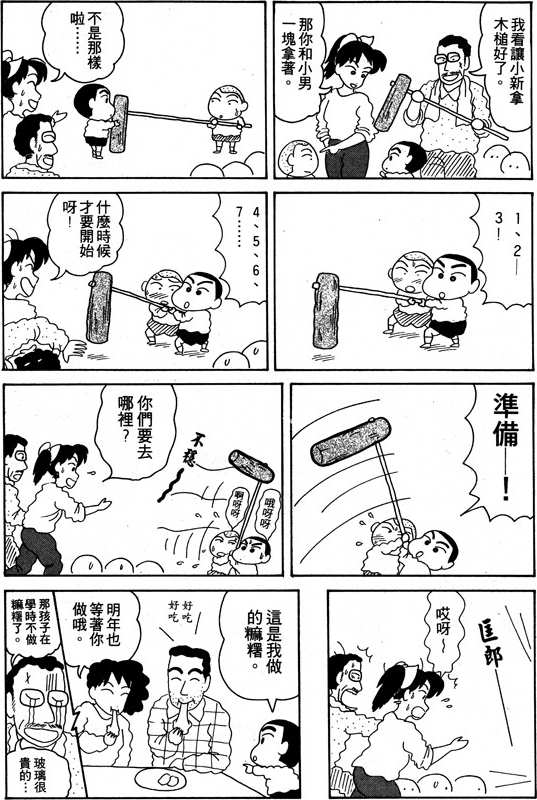 我看讓小新拿
木槌好了。
那你和小男
一塊拿著。
不是那樣
啦……
1、2—
3！
4、5、6、
7……
什麼時候
才要開始
呀！
準備—！
哦呀呀
啊呀呀
不穩～
你們要去
哪裡？
匡郎—
哎呀～
這是我做
的麻糬。
好吃
好吃
明年也
等著你
做哦。
那孩子在
學時不做
麻糬了。
玻璃很
貴的…